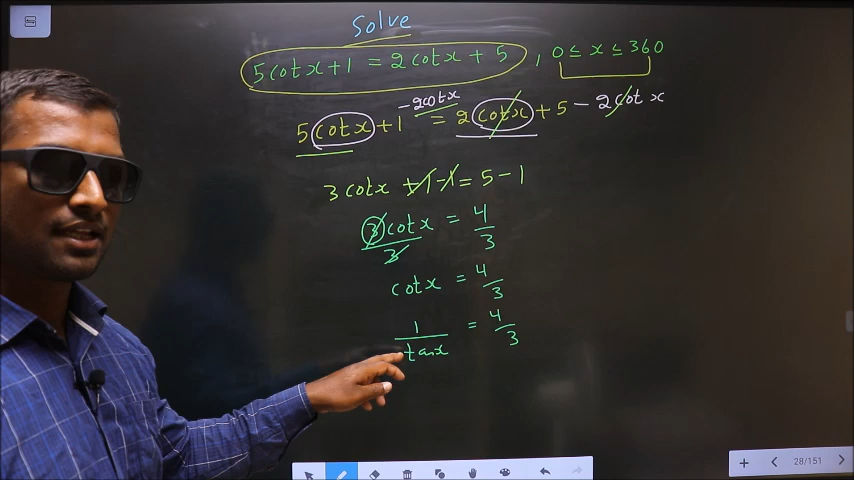 Solve
5cotx+1 = 2cotx + 5 , 0 ≤ x ≤ 360
5cotx+1 -2cotx = 2cotx + 5 - 2cotx
3cotx +1-1 = 5-1
3cotx/3 = 4/3
cotx = 4/3
1/tanx = 4/3
28/151